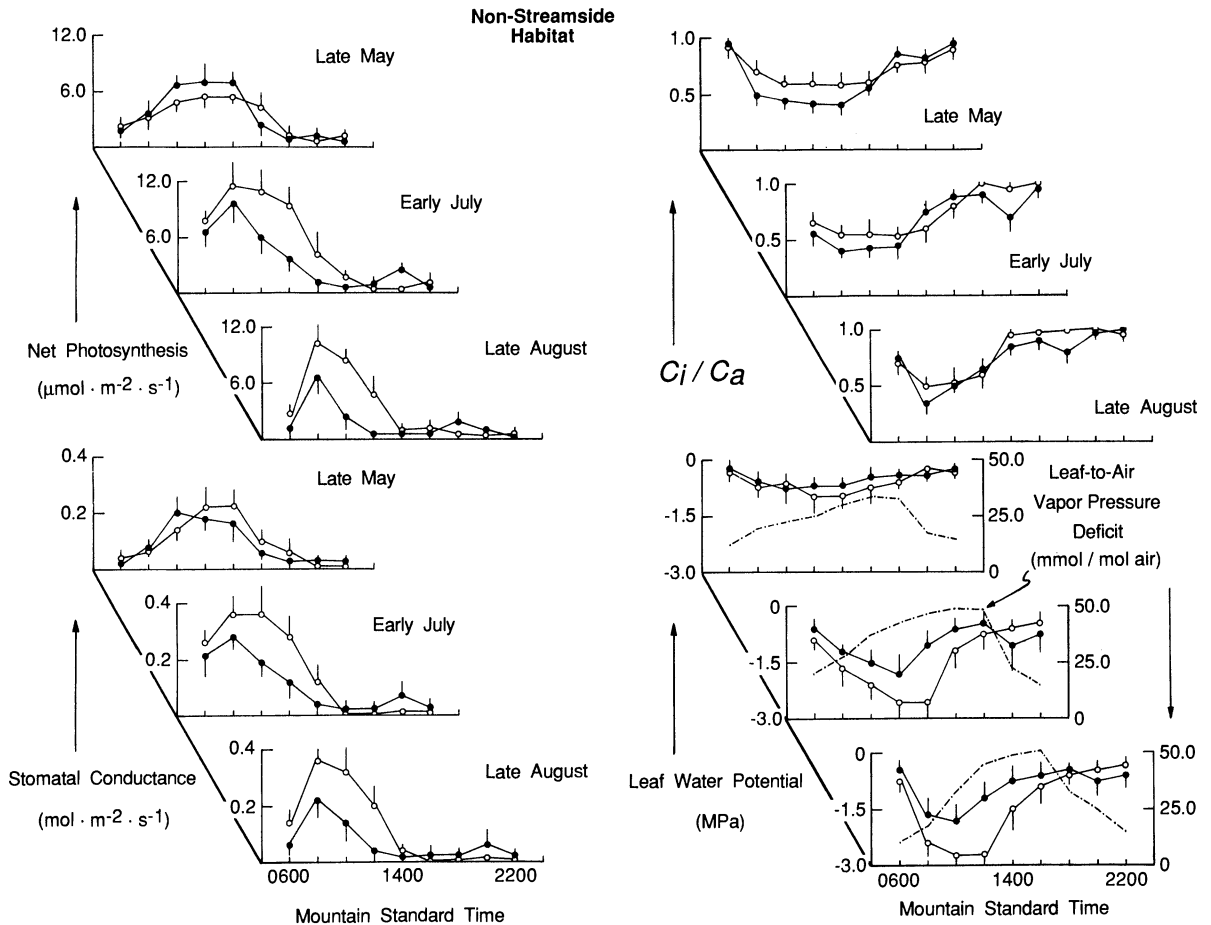 Non-Streamside
Habitat
12.0
6.0
Late May
12.0
6.0
Early July
Net Photosynthesis
(μmol · m-2 · s-1)
12.0
6.0
Late August
0.4
0.2
Late May
0.4
0.2
Early July
Stomatal Conductance
(mol · m-2 · s-1)
0.4
0.2
Late August
0600
1400
2200
Mountain Standard Time
1.0
0.5
Late May
1.0
0.5
Early July
Ci / Ca
1.0
0.5
Late August
0
-1.5
-3.0
50.0
25.0
0
Leaf-to-Air
Vapor Pressure
Deficit
(mmol / mol air)
0
-1.5
-3.0
50.0
25.0
0
Leaf Water Potential
(MPa)
0
-1.5
-3.0
50.0
25.0
0
0600
1400
2200
Mountain Standard Time